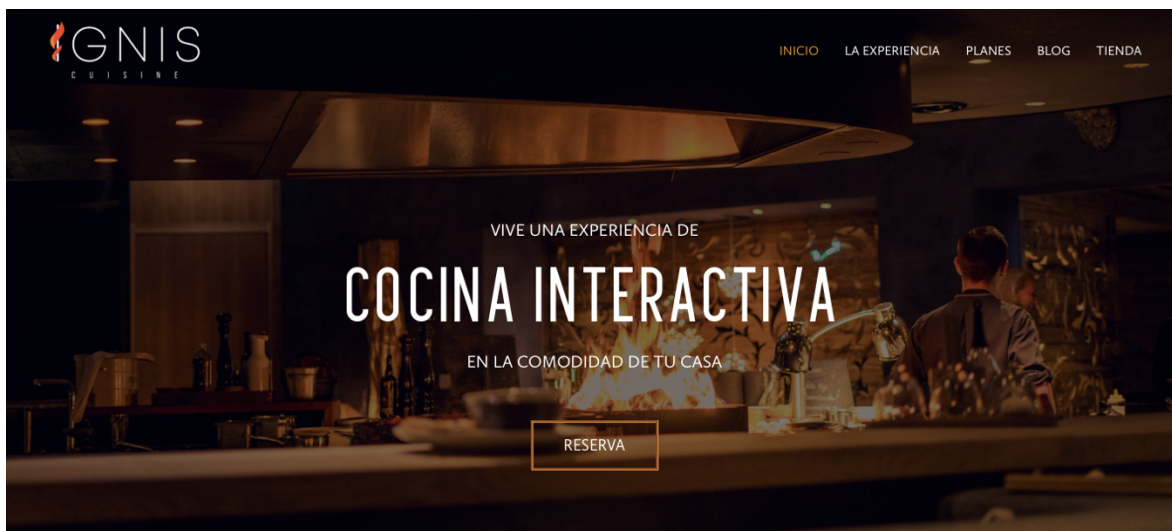 IGNIS
CUISINE
INICIO LA EXPERIENCIA PLANES BLOG TIENDA
VIVE UNA EXPERIENCIA DE
COCINA INTERACTIVA
EN LA COMODIDAD DE TU CASA
RESERVA